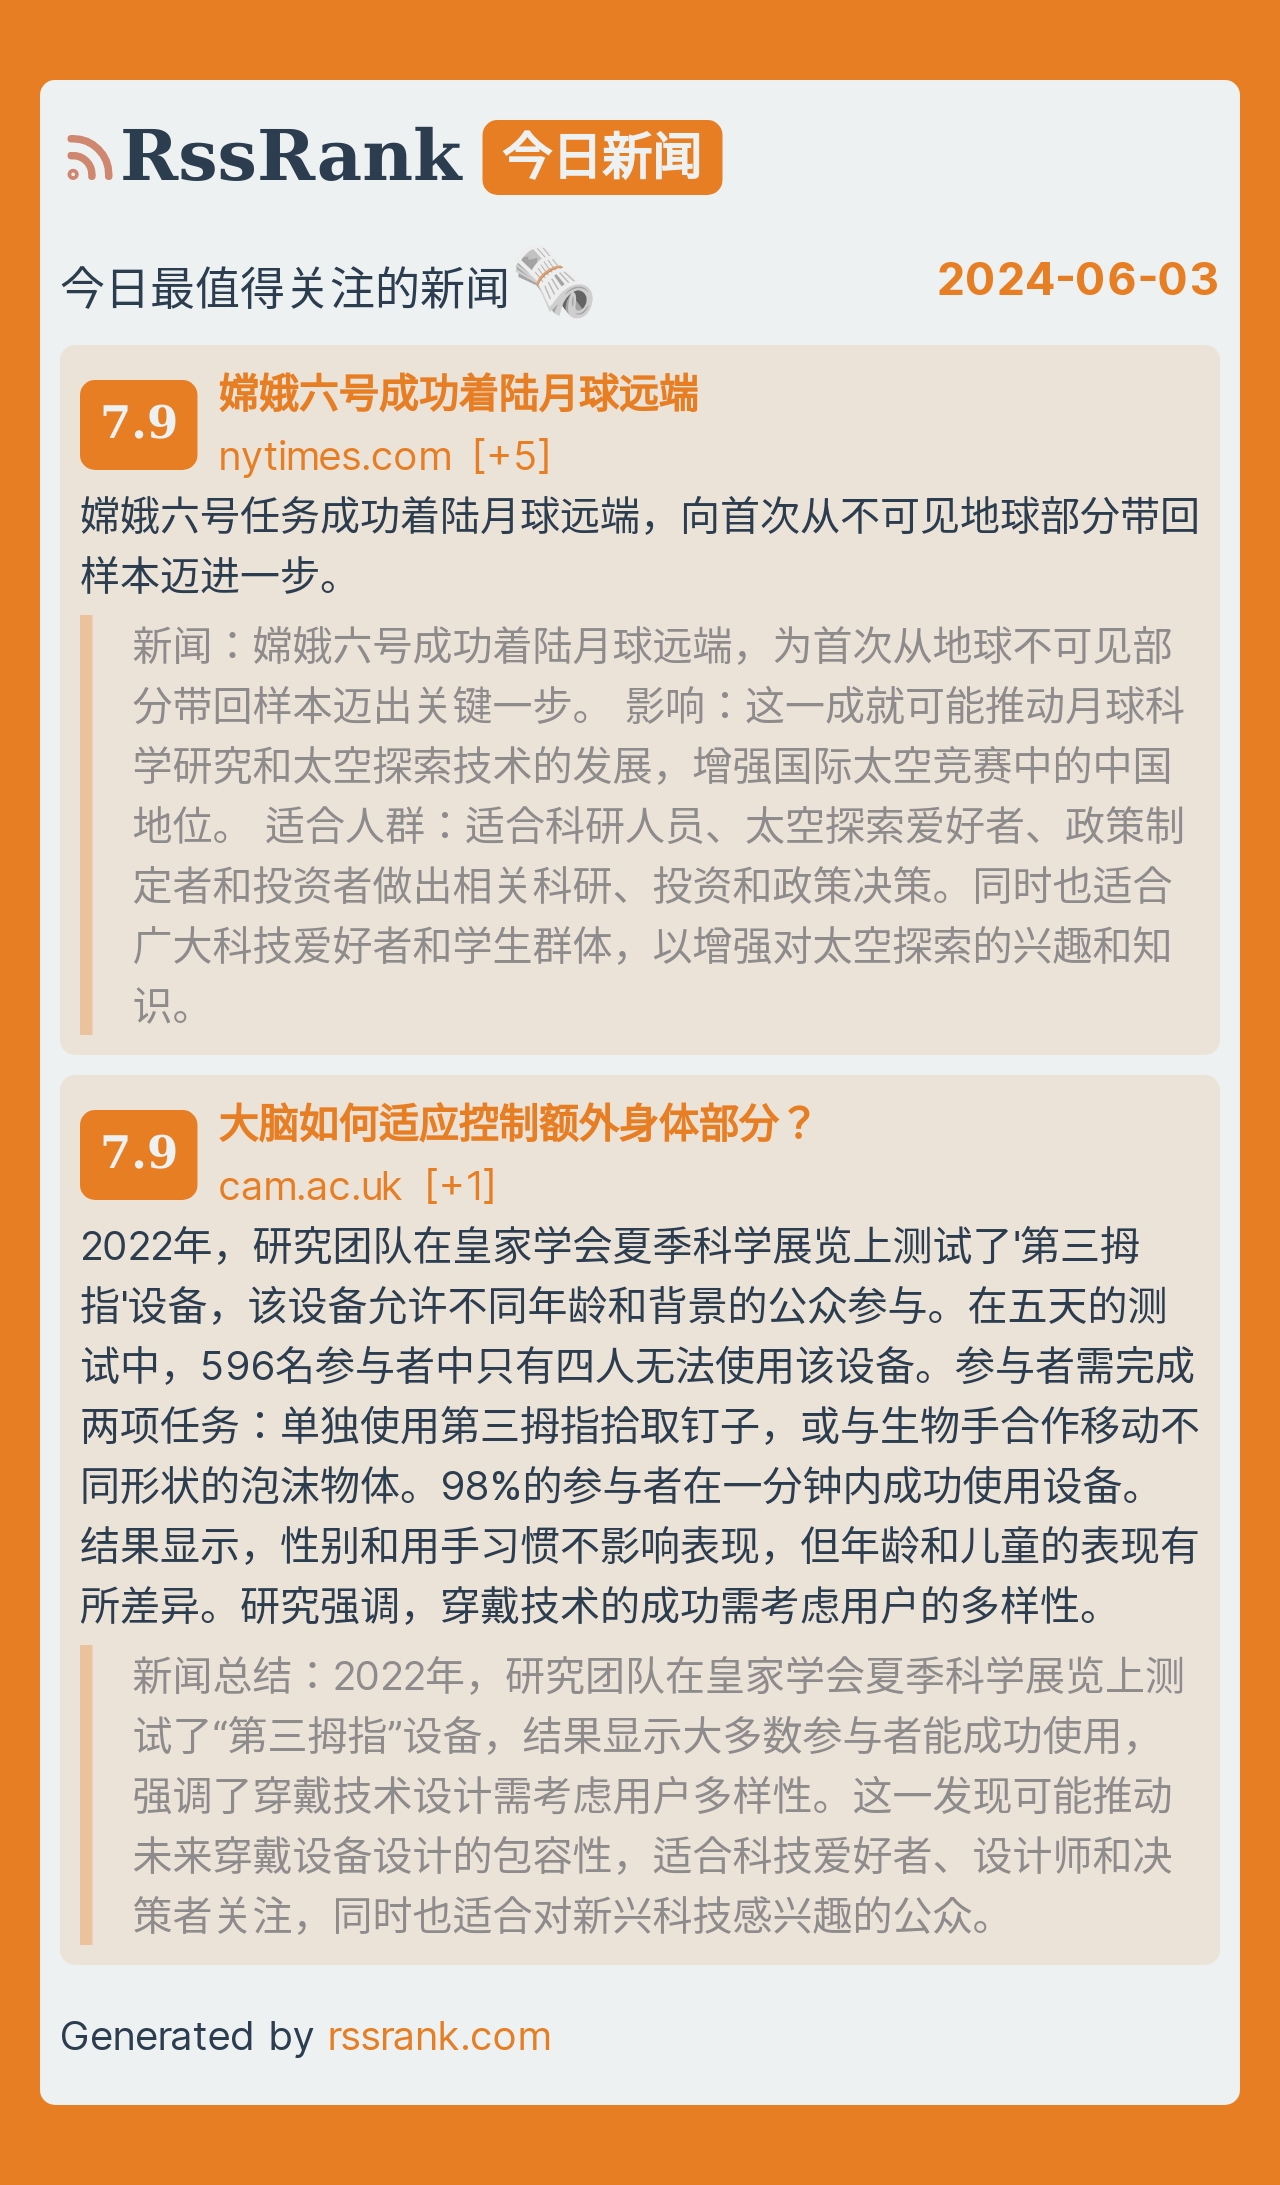 RssRank 今日新闻
今日最值得关注的新闻 2024-06-03
7.9 嫦娥六号成功着陆月球远端
nytimes.com [+5]
嫦娥六号任务成功着陆月球远端，向首次从不可见地球部分带回
样本迈进一步。
新闻：嫦娥六号成功着陆月球远端，为首次从地球不可见部
分带回样本迈出关键一步。 影响：这一成就可能推动月球科
学研究和太空探索技术的发展，增强国际太空竞赛中的中国
地位。 适合人群：适合科研人员、太空探索爱好者、政策制
定者和投资者做出相关科研、投资和政策决策。同时也适合
广大科技爱好者和学生群体，以增强对太空探索的兴趣和知
识。
7.9 大脑如何适应控制额外身体部分？
cam.ac.uk [+1]
2022年，研究团队在皇家学会夏季科学展览上测试了'第三拇
指'设备，该设备允许不同年龄和背景的公众参与。在五天的测
试中，596名参与者中只有四人无法使用该设备。参与者需完成
两项任务：单独使用第三拇指拾取钉子，或与生物手合作移动不
同形状的泡沫物体。98%的参与者在一分钟内成功使用设备。
结果显示，性别和用手习惯不影响表现，但年龄和儿童的表现有
所差异。研究强调，穿戴技术的成功需考虑用户的多样性。
新闻总结：2022年，研究团队在皇家学会夏季科学展览上测
试了“第三拇指”设备，结果显示大多数参与者能成功使用，
强调了穿戴技术设计需考虑用户多样性。这一发现可能推动
未来穿戴设备设计的包容性，适合科技爱好者、设计师和决
策者关注，同时也适合对新兴科技感兴趣的公众。
Generated by rssrank.com